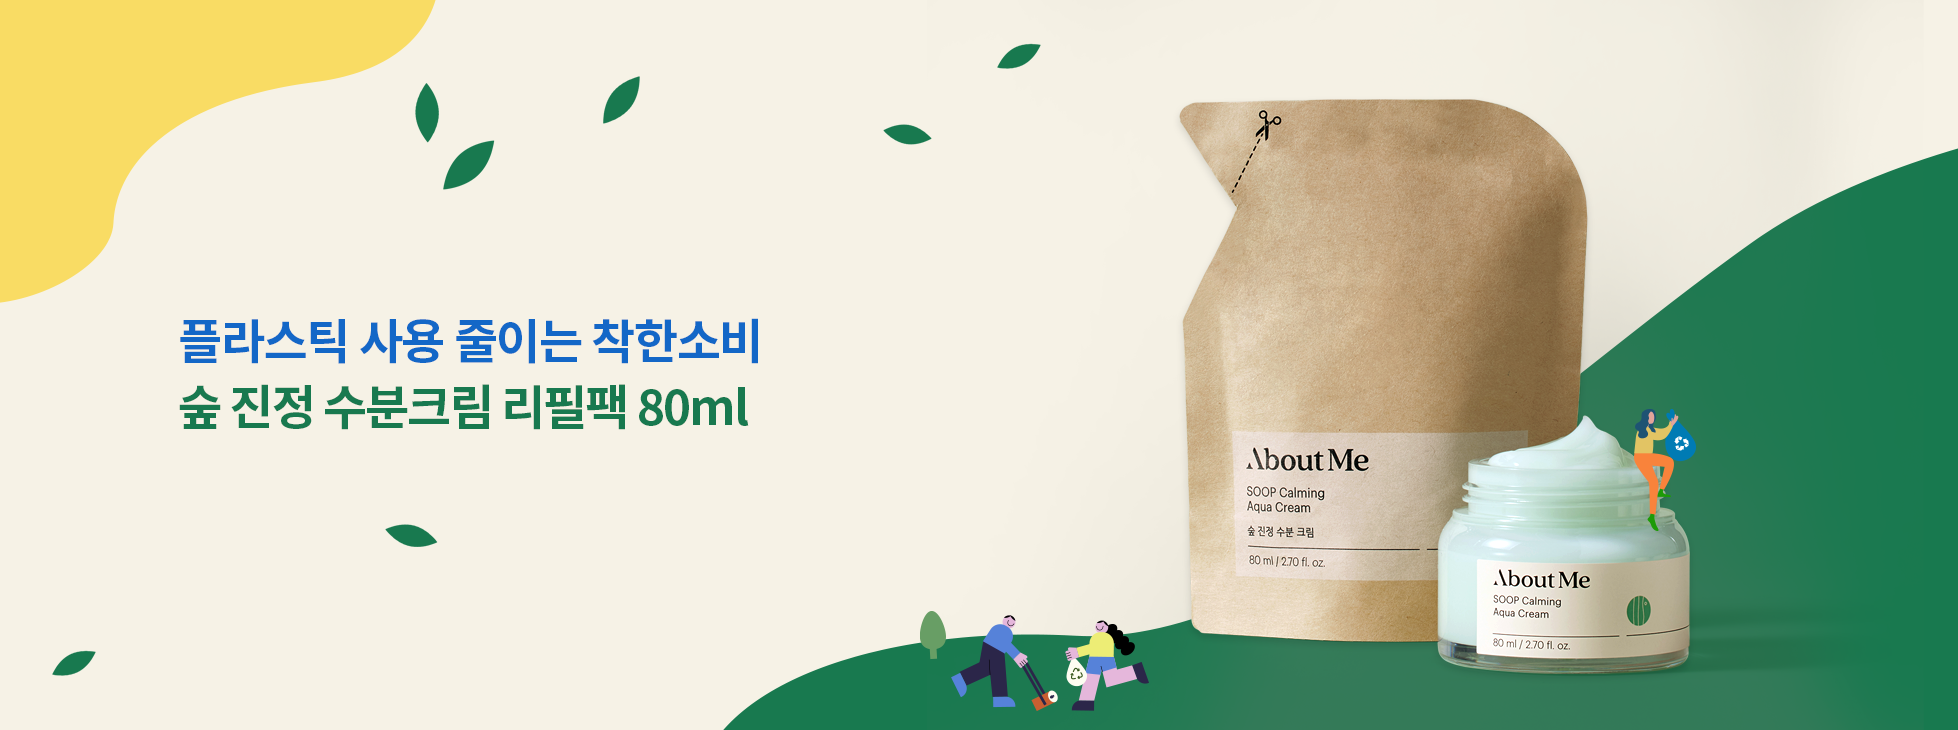 플라스틱 사용 줄이는 착한소비
숲 진정 수분크림 리필팩 80ml
About Me
SOOP Calming
Aqua Cream
숲 진정 수분 크림
80 ml / 2.70 fl. oz.
About Me
SOOP Calming
Aqua Cream
80 ml / 2.70 fl. oz.